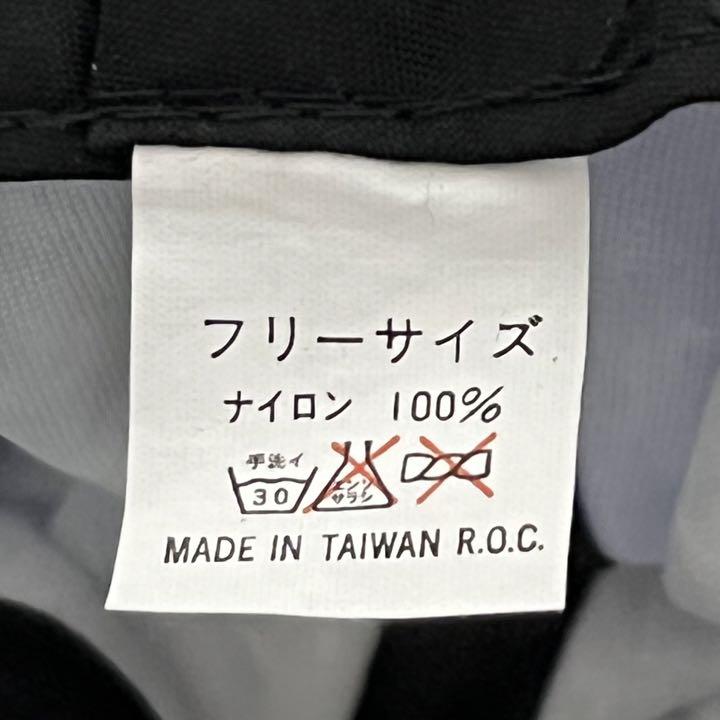 フリーサイズ
ナイロン 100%
手洗イ
30
エンソ
サラシ
MADE IN TAIWAN R.O.C.